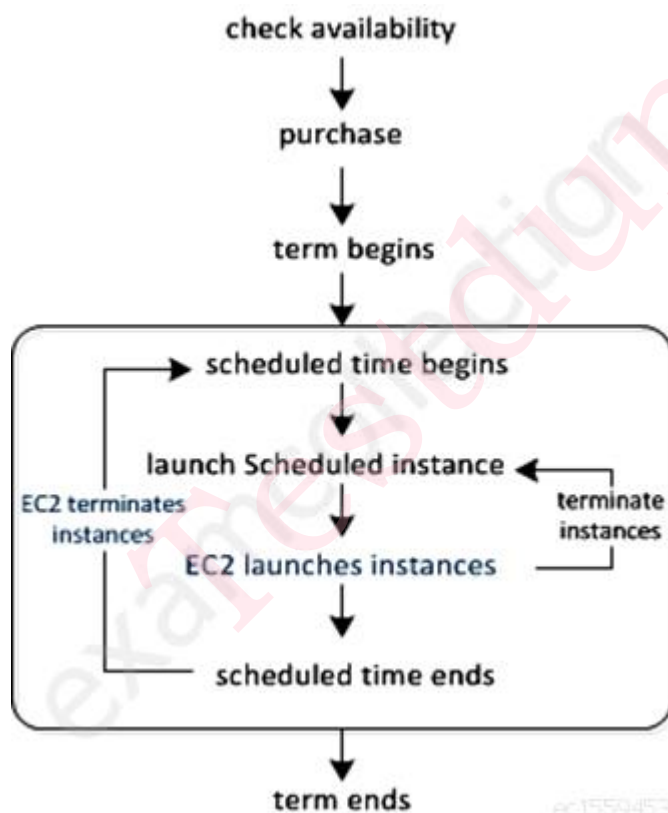 check availability
purchase
term begins
scheduled time begins
launch Scheduled instance
EC2 terminates
instances
terminate
instances
EC2 launches instances
scheduled time ends
term ends
examcollection